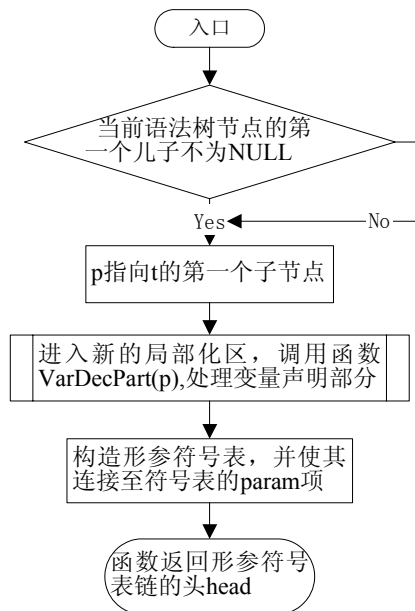 入口
当前语法树节点的第
一个儿子不为NULL
Yes
No
p指向t的第一个子节点
进入新的局部化区，调用函数
VarDecPart(p),处理变量声明部分
构造形参符号表，并使其
连接至符号表的param项
函数返回形参符号
表链的头head